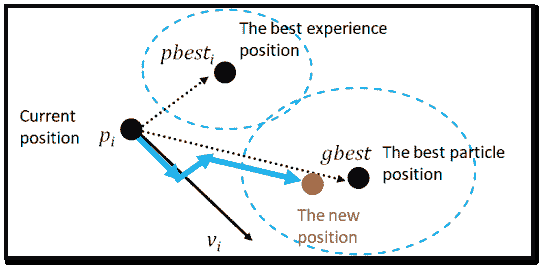 The best experience
position
pbest_i
Current
position
p_i
gbest
The best particle
position
The new
position
v_i